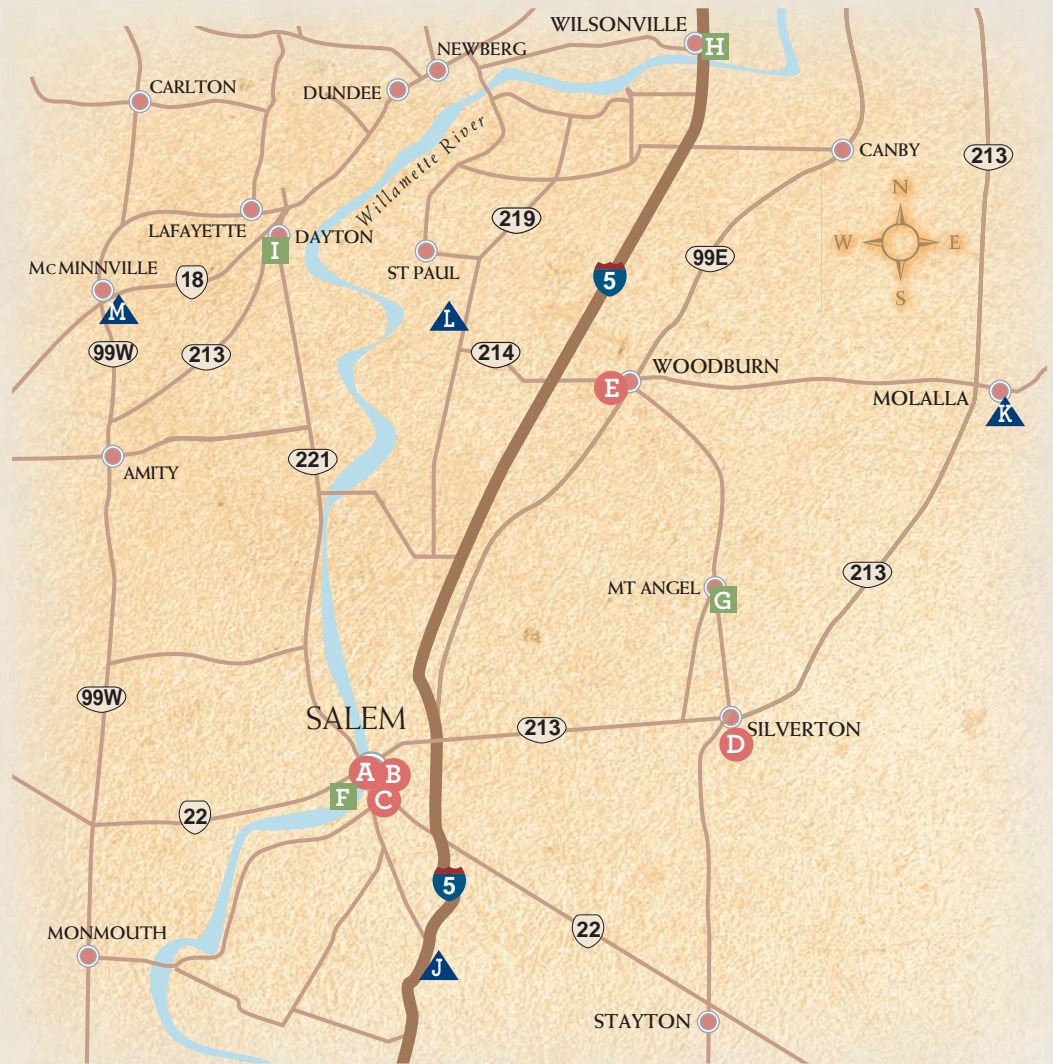 WILSONVILLE
H
NEWBERG
DUNDEE
CARLTON
Willamette River
CANBY
213
N
W
E
S
219
LAFAYETTE
I
DAYTON
ST PAUL
99E
McMINNVILLE
18
5
M
L
99W
213
214
WOODBURN
E
MOLALLA
K
AMITY
221
213
MT ANGEL
G
99W
SALEM
213
SILVERTON
D
A
B
F
C
22
5
22
MONMOUTH
J
STAYTON